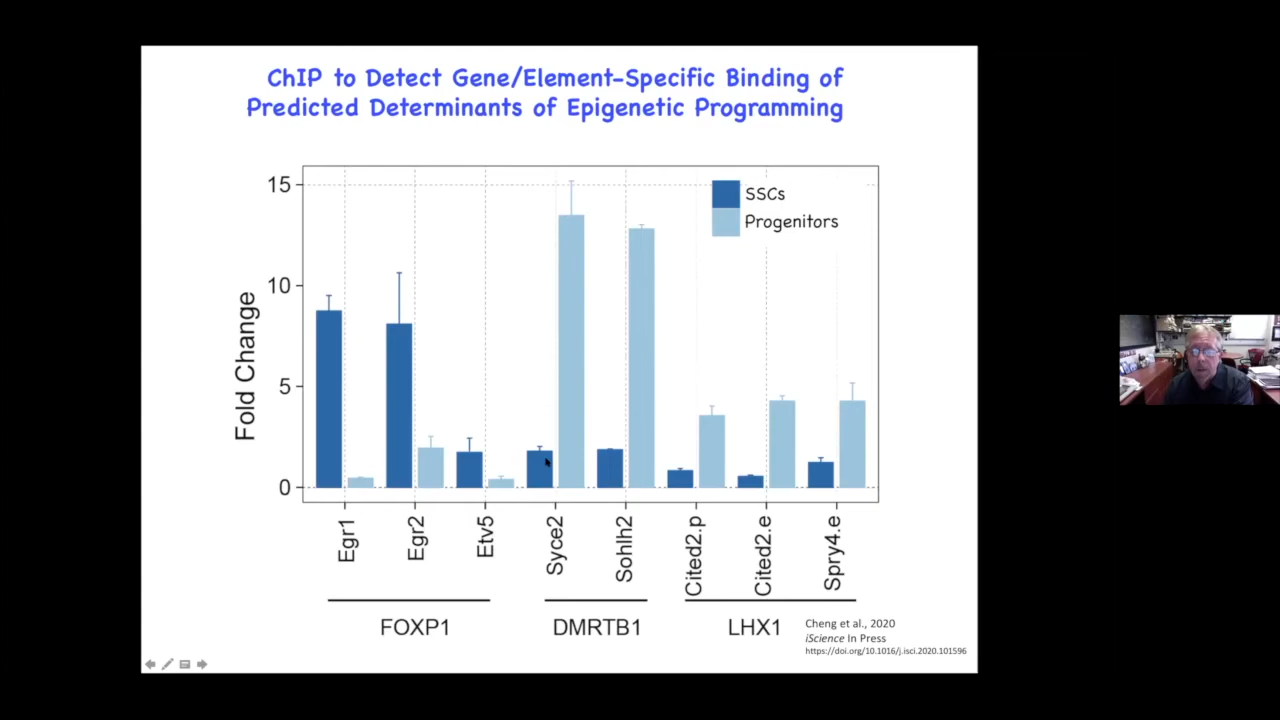 ChIP to Detect Gene/Element-Specific Binding of
Predicted Determinants of Epigenetic Programming
SSCs
Progenitors
Fold Change
15
10
5
0
Egr1
Egr2
Etv5
Syce2
Sohlh2
Cited2.p
Cited2.e
Spry4.e
FOXP1
DMRTB1
LHX1
Cheng et al., 2020
iScience In Press
https://doi.org/10.1016/j.isci.2020.101596